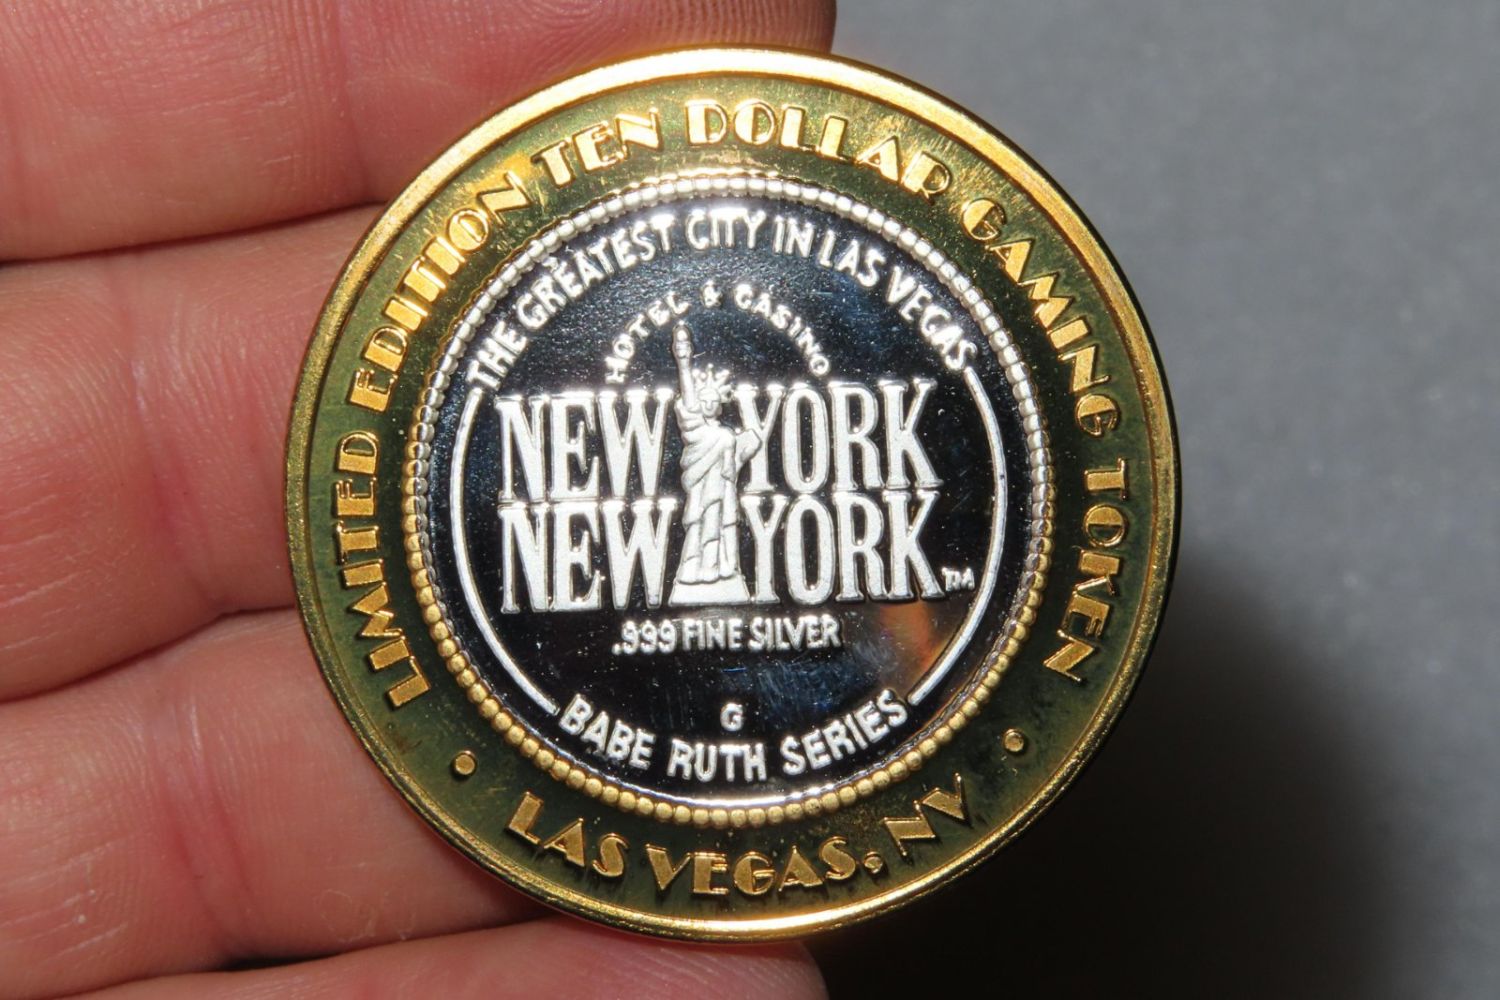 LIMITED EDITION TEN DOLLAR GAMING TOKEN
THE GREATEST CITY IN LAS VEGAS
HOTEL & CASINO
NEW YORK
NEW YORK TM
.999 FINE SILVER
G
BABE RUTH SERIES
• LAS VEGAS, NV •